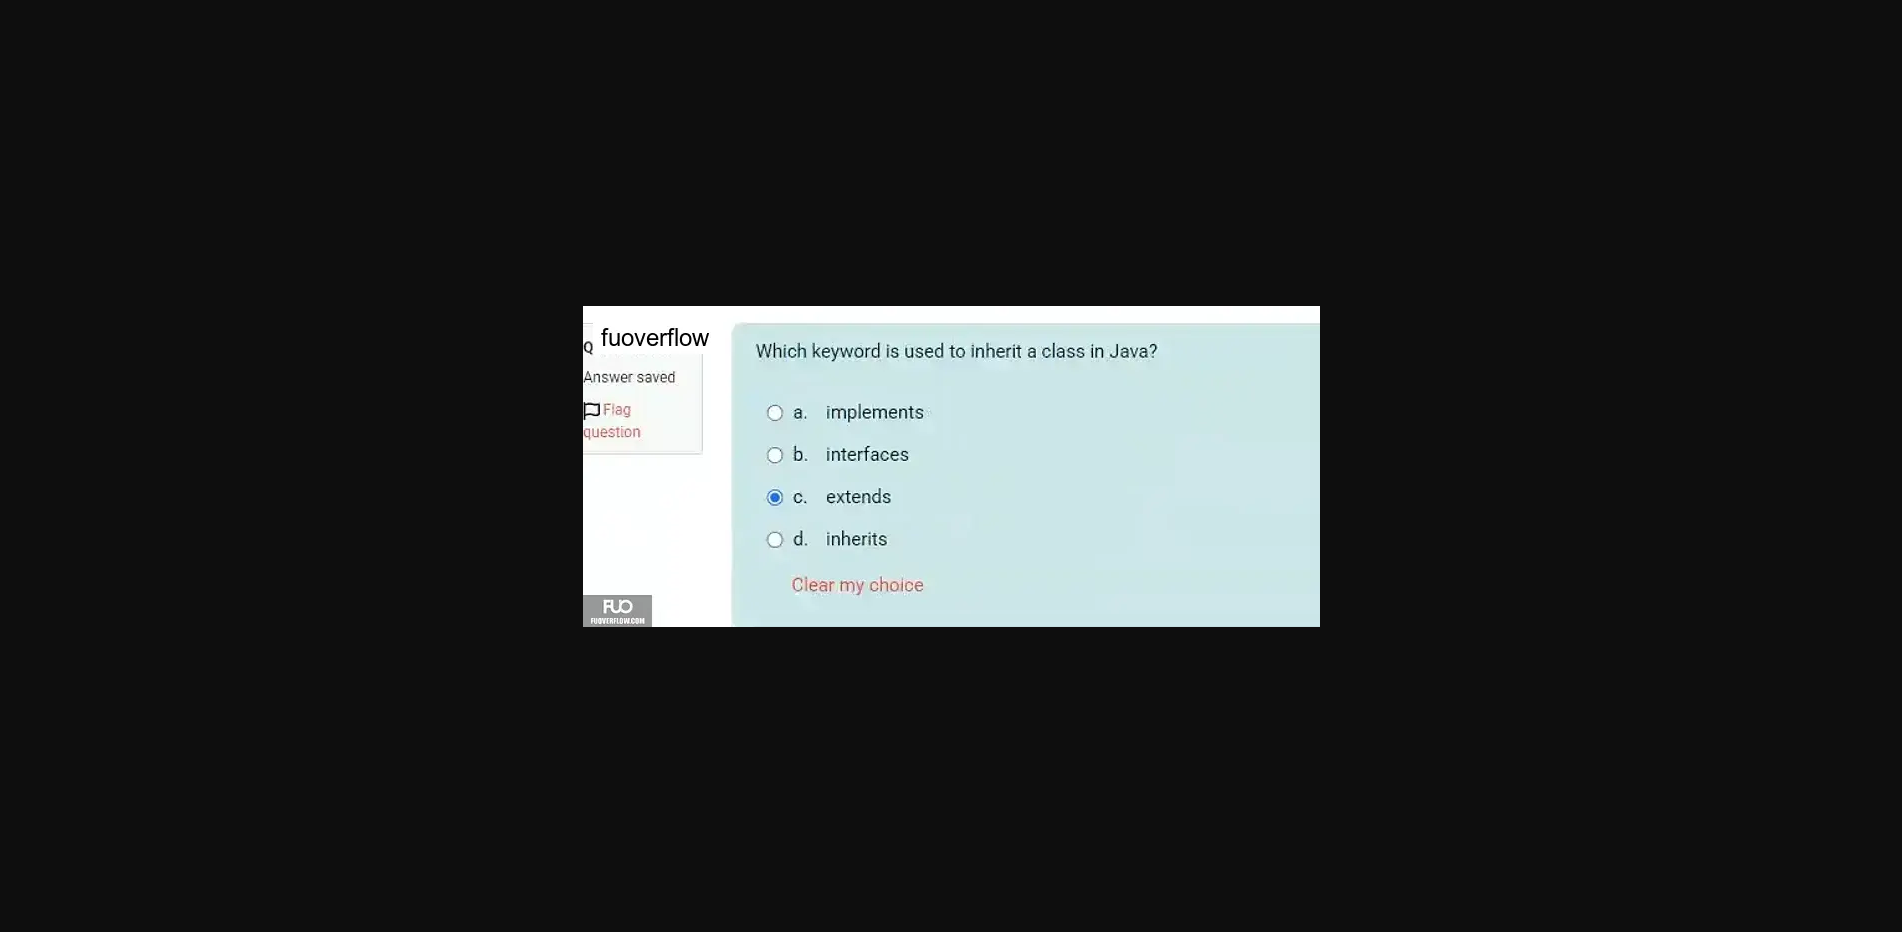 fuoverflow
Q
Answer saved
Flag
question
Which keyword is used to inherit a class in Java?
a. implements
b. interfaces
c. extends
d. inherits
Clear my choice
FUO
FUOVERFLOW.COM